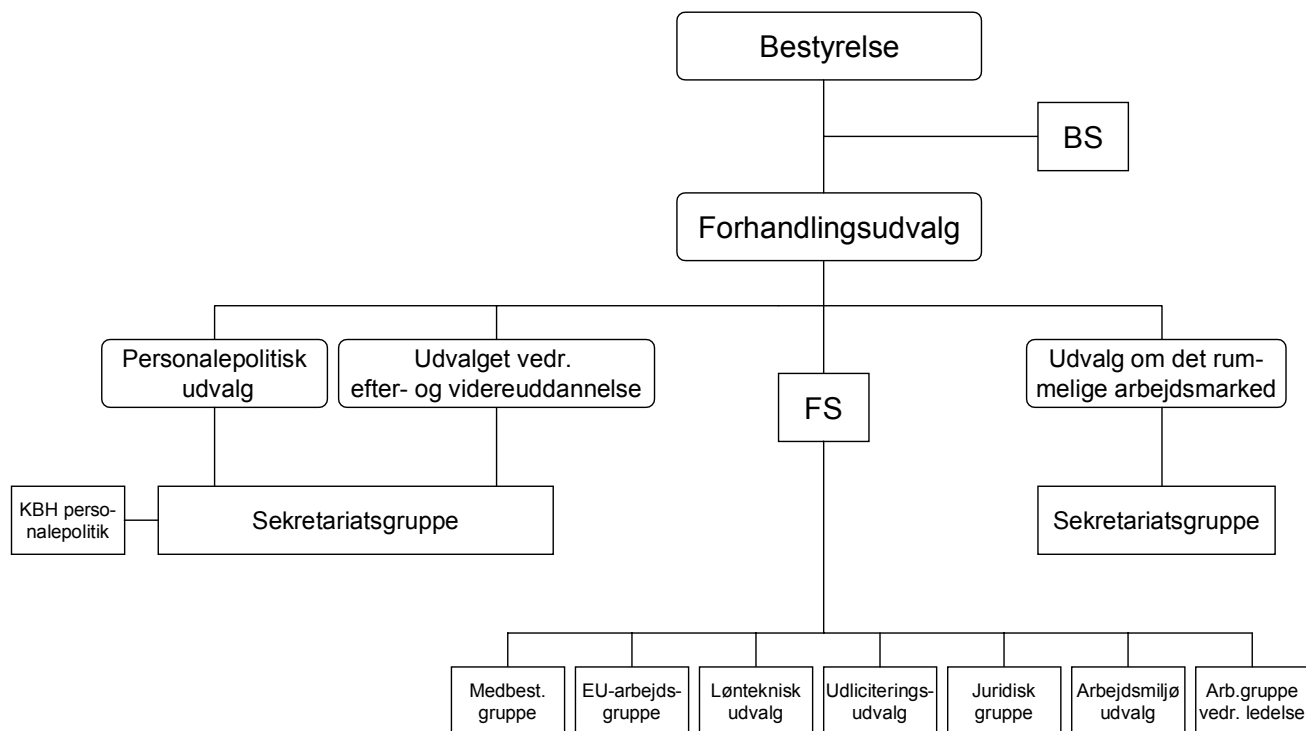 Bestyrelse
BS
Forhandlingsudvalg
Personalepolitisk
udvalg
Udvalget vedr.
efter- og videreuddannelse
FS
Udvalg om det rum-
melige arbejdsmarked
KBH perso-
nalepolitik
Sekretariatsgruppe
Sekretariatsgruppe
Medbest.
gruppe
EU-arbejds-
gruppe
Lønteknisk
udvalg
Udliciterings-
udvalg
Juridisk
gruppe
Arbejdsmiljø
udvalg
Arb.gruppe
vedr. ledelse